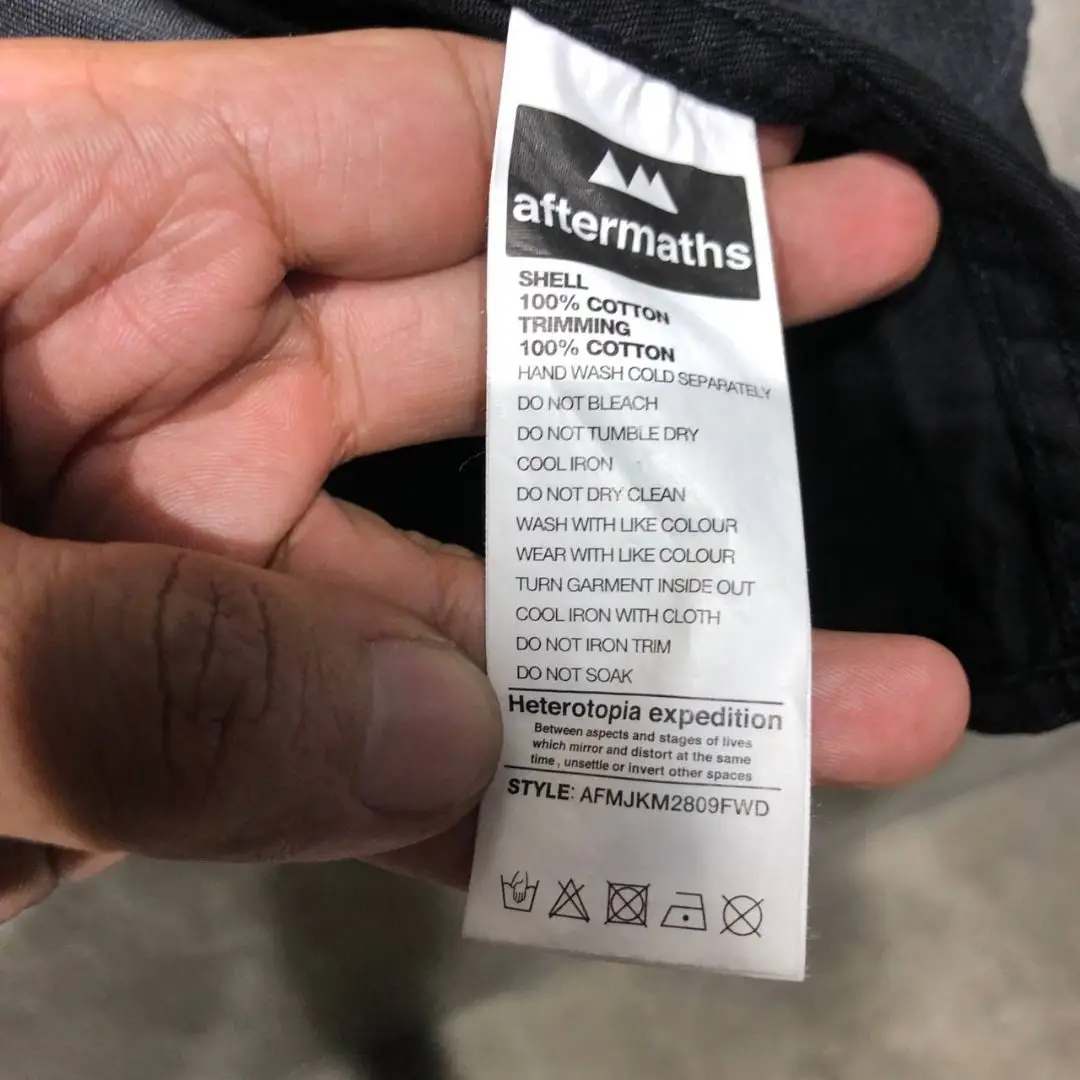 aftermaths
SHELL
100% COTTON
TRIMMING
100% COTTON
HAND WASH COLD SEPARATELY
DO NOT BLEACH
DO NOT TUMBLE DRY
COOL IRON
DO NOT DRY CLEAN
WASH WITH LIKE COLOUR
WEAR WITH LIKE COLOUR
TURN GARMENT INSIDE OUT
COOL IRON WITH CLOTH
DO NOT IRON TRIM
DO NOT SOAK
Heterotopia expedition
Between aspects and stages of lives
which mirror and distort at the same
time , unsettle or invert other spaces
STYLE: AFMJKM2809FWD